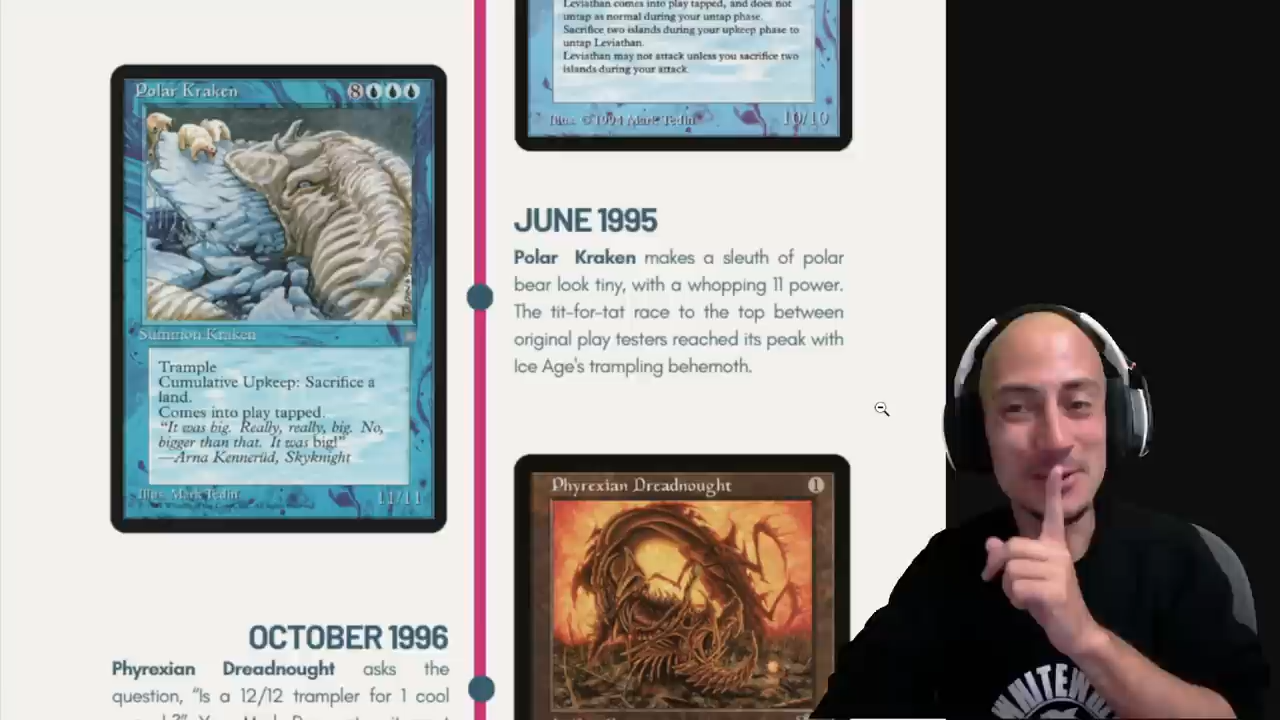 Leviathan comes into play tapped, and does not
untap as normal during your untap phase.
Sacrifice two islands during your upkeep phase to
untap Leviathan.
Leviathan may not attack unless you sacrifice two
islands during your attack.
Illus. ©1994 Mark Tedin
10/10
Polar Kraken
8
Summon Kraken
Trample
Cumulative Upkeep: Sacrifice a
land.
Comes into play tapped.
"It was big. Really, really, big. No,
bigger than that. It was big!"
—Arna Kennerüd, Skyknight
Illus. Mark Tedin
11/11
JUNE 1995
Polar Kraken makes a sleuth of polar
bear look tiny, with a whopping 11 power.
The tit-for-tat race to the top between
original play testers reached its peak with
Ice Age's trampling behemoth.
Phyrexian Dreadnought
1
OCTOBER 1996
Phyrexian Dreadnought asks the
question, "Is a 12/12 trampler for 1 cool